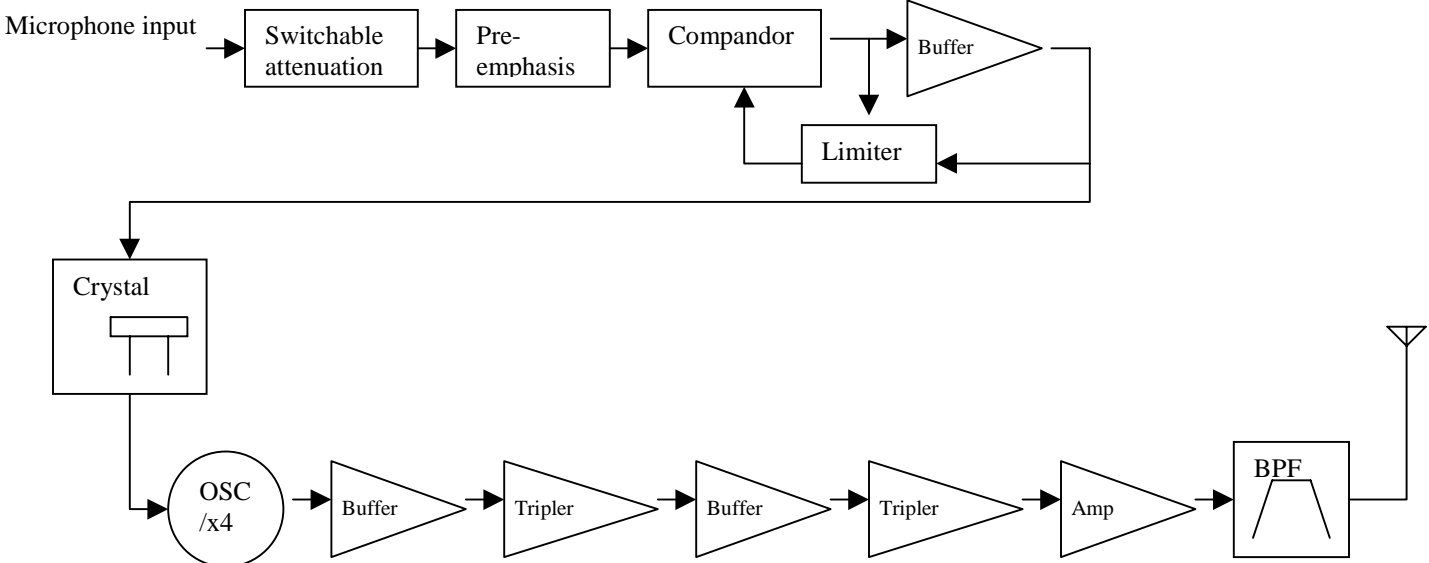 Microphone input
Switchable
attenuation
Pre-
emphasis
Compandor
Buffer
Limiter
Crystal
OSC
/x4
Buffer
Tripler
Buffer
Tripler
Amp
BPF